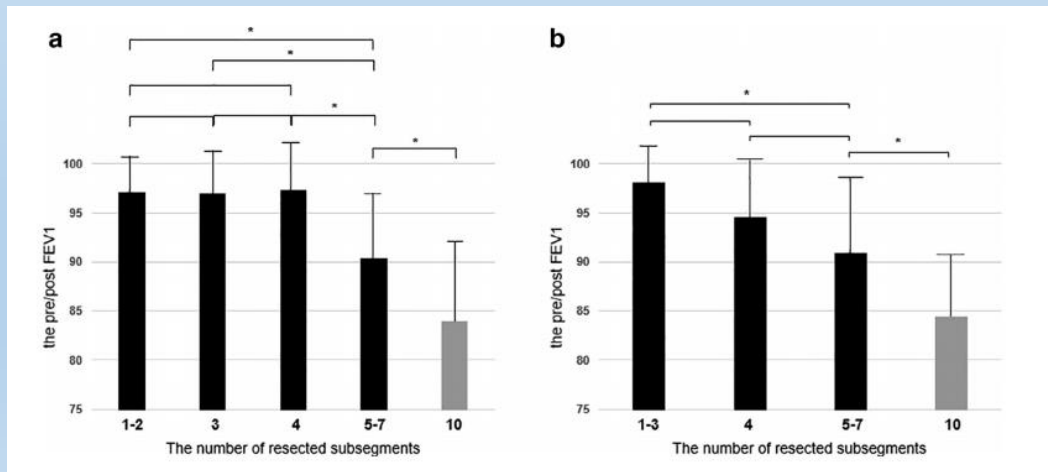 a
the pre/post FEV1
100
95
90
85
80
75
*
*
*
*
1-2 3 4 5-7 10
The number of resected subsegments
b
the pre/post FEV1
100
95
90
85
80
75
*
*
1-3 4 5-7 10
The number of resected subsegments